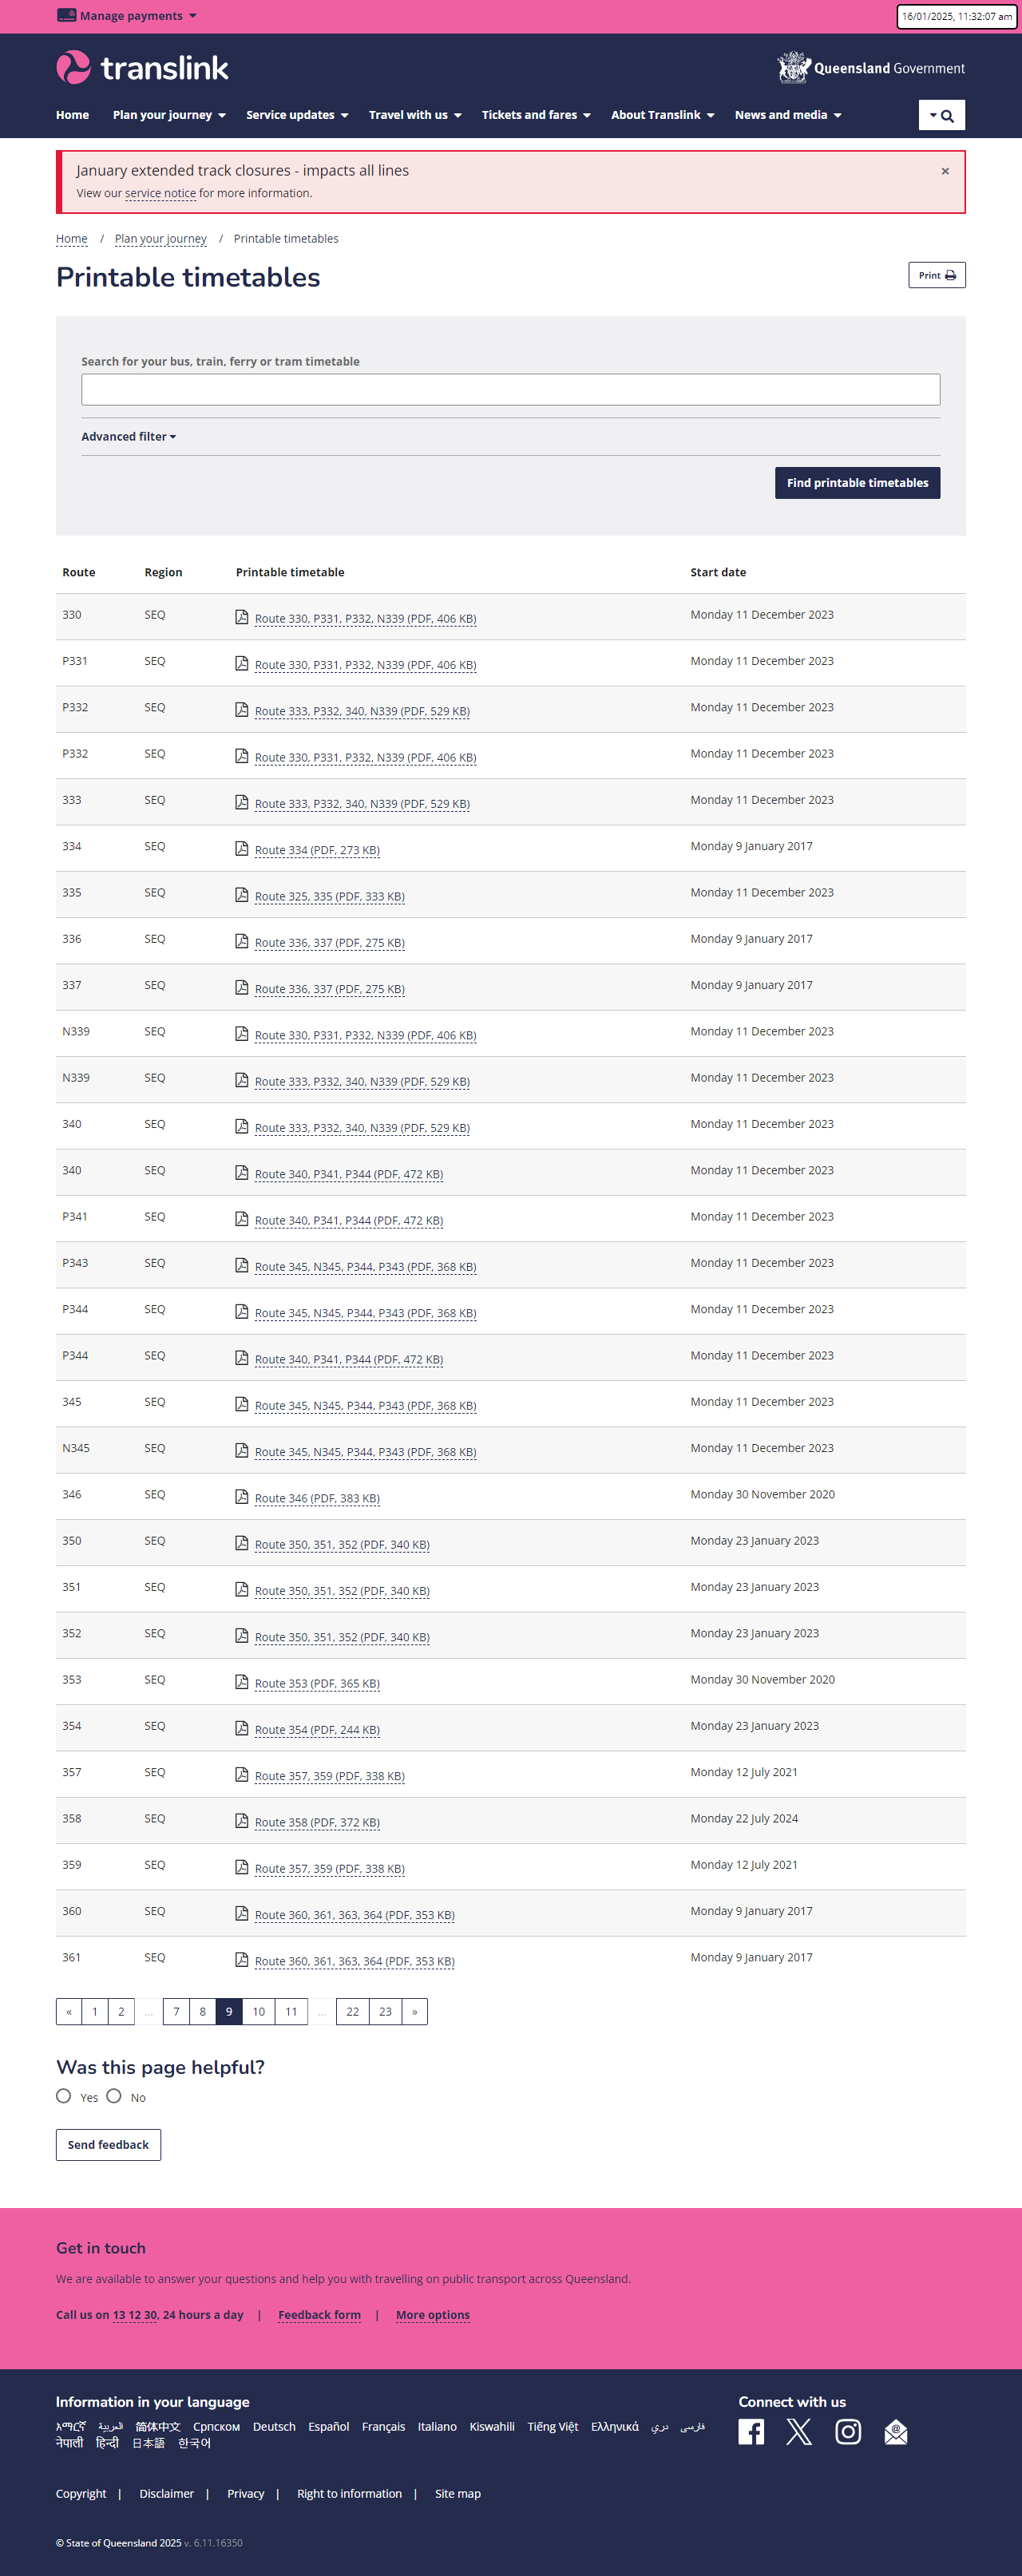 Manage payments
16/01/2025, 11:32:07 am
translink
Queensland Government
Home Plan your journey Service updates Travel with us Tickets and fares About Translink News and media
January extended track closures - impacts all lines ×
View our service notice for more information.
Home / Plan your journey / Printable timetables
Printable timetables
Print
Search for your bus, train, ferry or tram timetable
Advanced filter
Find printable timetables
Route Region Printable timetable Start date
330 SEQ Route 330, P331, P332, N339 (PDF, 406 KB) Monday 11 December 2023
P331 SEQ Route 330, P331, P332, N339 (PDF, 406 KB) Monday 11 December 2023
P332 SEQ Route 333, P332, 340, N339 (PDF, 529 KB) Monday 11 December 2023
P332 SEQ Route 330, P331, P332, N339 (PDF, 406 KB) Monday 11 December 2023
333 SEQ Route 333, P332, 340, N339 (PDF, 529 KB) Monday 11 December 2023
334 SEQ Route 334 (PDF, 273 KB) Monday 9 January 2017
335 SEQ Route 325, 335 (PDF, 333 KB) Monday 11 December 2023
336 SEQ Route 336, 337 (PDF, 275 KB) Monday 9 January 2017
337 SEQ Route 336, 337 (PDF, 275 KB) Monday 9 January 2017
N339 SEQ Route 330, P331, P332, N339 (PDF, 406 KB) Monday 11 December 2023
N339 SEQ Route 333, P332, 340, N339 (PDF, 529 KB) Monday 11 December 2023
340 SEQ Route 333, P332, 340, N339 (PDF, 529 KB) Monday 11 December 2023
340 SEQ Route 340, P341, P344 (PDF, 472 KB) Monday 11 December 2023
P341 SEQ Route 340, P341, P344 (PDF, 472 KB) Monday 11 December 2023
P343 SEQ Route 345, N345, P344, P343 (PDF, 368 KB) Monday 11 December 2023
P344 SEQ Route 345, N345, P344, P343 (PDF, 368 KB) Monday 11 December 2023
P344 SEQ Route 340, P341, P344 (PDF, 472 KB) Monday 11 December 2023
345 SEQ Route 345, N345, P344, P343 (PDF, 368 KB) Monday 11 December 2023
N345 SEQ Route 345, N345, P344, P343 (PDF, 368 KB) Monday 11 December 2023
346 SEQ Route 346 (PDF, 383 KB) Monday 30 November 2020
350 SEQ Route 350, 351, 352 (PDF, 340 KB) Monday 23 January 2023
351 SEQ Route 350, 351, 352 (PDF, 340 KB) Monday 23 January 2023
352 SEQ Route 350, 351, 352 (PDF, 340 KB) Monday 23 January 2023
353 SEQ Route 353 (PDF, 365 KB) Monday 30 November 2020
354 SEQ Route 354 (PDF, 244 KB) Monday 23 January 2023
357 SEQ Route 357, 359 (PDF, 338 KB) Monday 12 July 2021
358 SEQ Route 358 (PDF, 372 KB) Monday 22 July 2024
359 SEQ Route 357, 359 (PDF, 338 KB) Monday 12 July 2021
360 SEQ Route 360, 361, 363, 364 (PDF, 353 KB) Monday 9 January 2017
361 SEQ Route 360, 361, 363, 364 (PDF, 353 KB) Monday 9 January 2017
« 1 2 ... 7 8 9 10 11 ... 22 23 »
Was this page helpful?
Yes No
Send feedback
Get in touch
We are available to answer your questions and help you with travelling on public transport across Queensland.
Call us on 13 12 30, 24 hours a day | Feedback form | More options
Information in your language
Connect with us
አማርኛ العربية 简体中文 Српском Deutsch Español Français Italiano Kiswahili Tiếng Việt Ελληνικά دري فارسی
नेपाली हिन्दी 日本語 한국어
Copyright | Disclaimer | Privacy | Right to information | Site map
© State of Queensland 2025 v. 6.11.16350